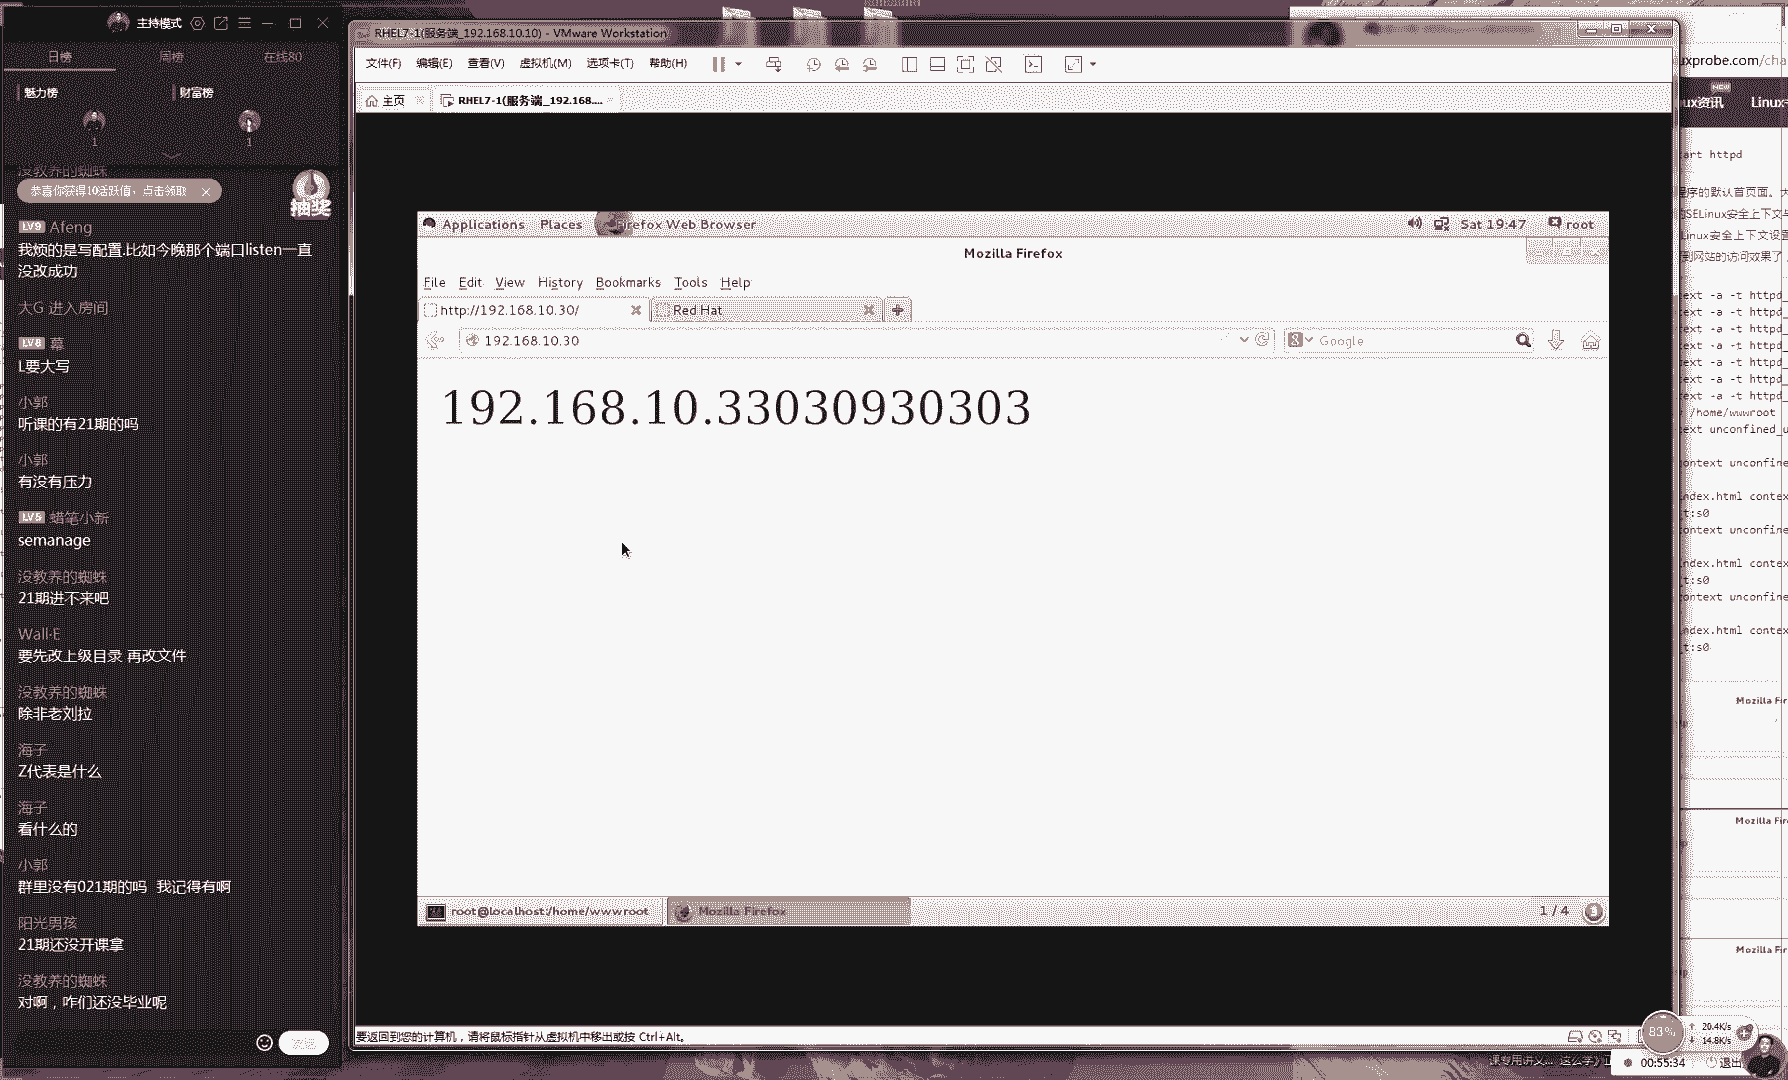 主持模式
日榜
周榜
在线80
魅力榜
财富榜
1
1
没教养的蜘蛛
恭喜你获得10活跃值，点击领取
抽奖
LV9 Afeng
我烦的是写配置.比如今晚那个端口listen一直
没改成功
大G 进入房间
LV8 幕
L要大写
小郭
听课的有21期的吗
小郭
有没有压力
LV5 蜡笔小新
semanage
没教养的蜘蛛
21期进不来吧
Wall·E
要先改上级目录 再改文件
没教养的蜘蛛
除非老刘拉
海子
Z代表是什么
海子
看什么的
小郭
群里没有021期的吗 我记得有啊
阳光男孩
21期还没开课拿
没教养的蜘蛛
对啊，咋们还没毕业呢
RHEL7-1(服务端_192.168.10.10) - VMware Workstation
文件(F) 编辑(E) 查看(V) 虚拟机(M) 选项卡(T) 帮助(H)
主页
RHEL7-1(服务端_192.168....
Applications Places Firefox Web Browser
Sat 19:47
root
Mozilla Firefox
File Edit View History Bookmarks Tools Help
http://192.168.10.30/
Red Hat
192.168.10.30
Google
192.168.10.33030930303
root@localhost:/home/wwwroot
Mozilla Firefox
1 / 4
要返回到您的计算机，请将鼠标指针从虚拟机中移出或按 Ctrl+Alt。
uxprobe.com/cha
NEW
ux资讯
Linux
art httpd
程序的默认首页面。
SELinux安全上下文
inux安全上下文设置
到网站的访问效果了
ext -a -t httpd_
ext -a -t httpd_
ext -a -t httpd_
ext -a -t httpd_
ext -a -t httpd_
ext -a -t httpd_
ext -a -t httpd_
/home/wwwroot
ext unconfined_u
ontext unconfine
index.html contex
t:s0
context unconfine
index.html contex
t:s0
context unconfine
index.html contex
t:s0
Mozilla Fir
Mozilla Fir
Mozilla Fir
83%
20.4K/s
14.8K/s
00:55:34
退出